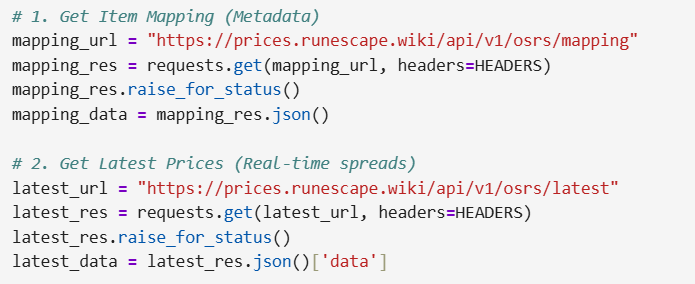 # 1. Get Item Mapping (Metadata)
mapping_url = "https://prices.runescape.wiki/api/v1/osrs/mapping"
mapping_res = requests.get(mapping_url, headers=HEADERS)
mapping_res.raise_for_status()
mapping_data = mapping_res.json()

# 2. Get Latest Prices (Real-time spreads)
latest_url = "https://prices.runescape.wiki/api/v1/osrs/latest"
latest_res = requests.get(latest_url, headers=HEADERS)
latest_res.raise_for_status()
latest_data = latest_res.json()['data']